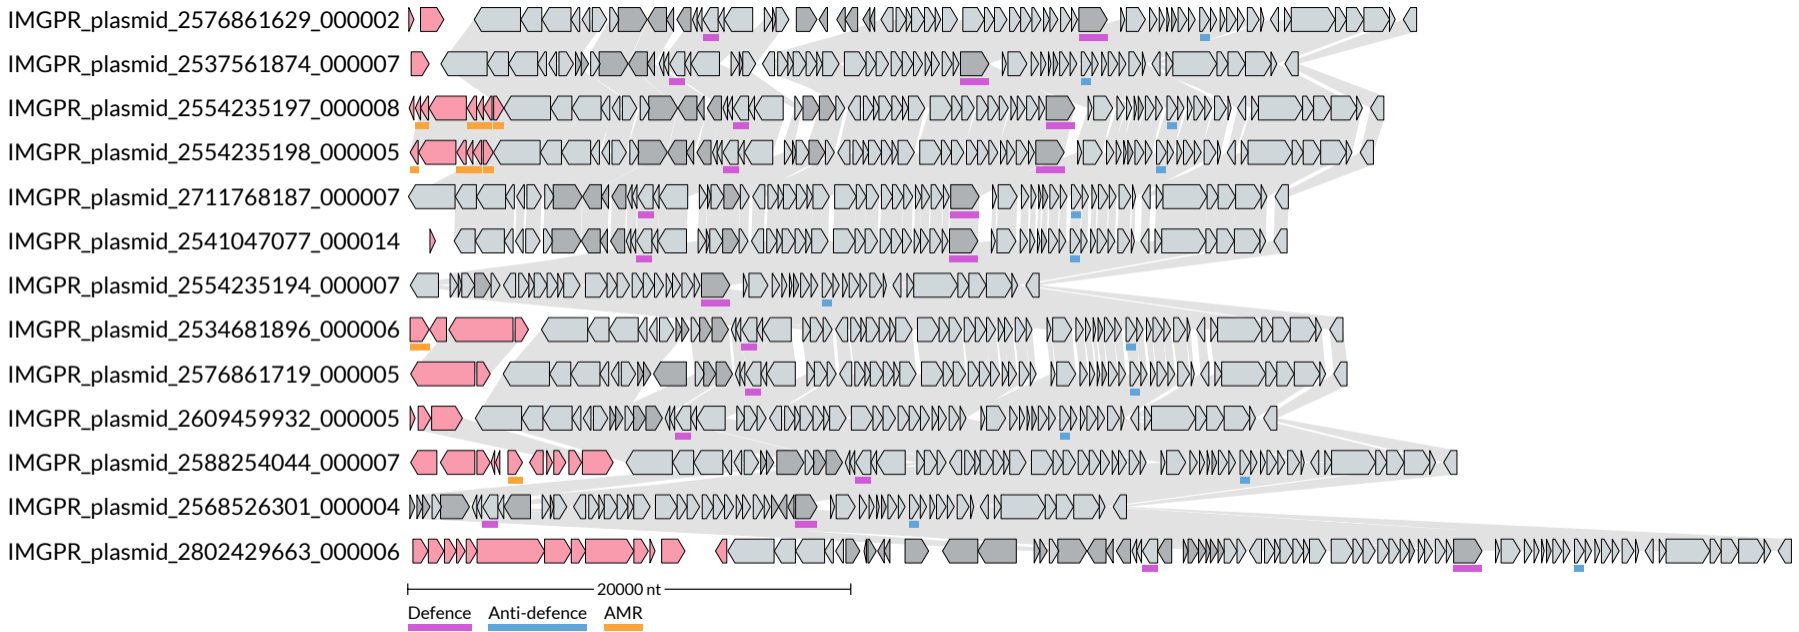 IMGPR_plasmid_2576861629_000002
IMGPR_plasmid_2537561874_000007
IMGPR_plasmid_2554235197_000008
IMGPR_plasmid_2554235198_000005
IMGPR_plasmid_2711768187_000007
IMGPR_plasmid_2541047077_000014
IMGPR_plasmid_2554235194_000007
IMGPR_plasmid_2534681896_000006
IMGPR_plasmid_2576861719_000005
IMGPR_plasmid_2609459932_000005
IMGPR_plasmid_2588254044_000007
IMGPR_plasmid_2568526301_000004
IMGPR_plasmid_2802429663_000006
20000 nt
Defence Anti-defence AMR